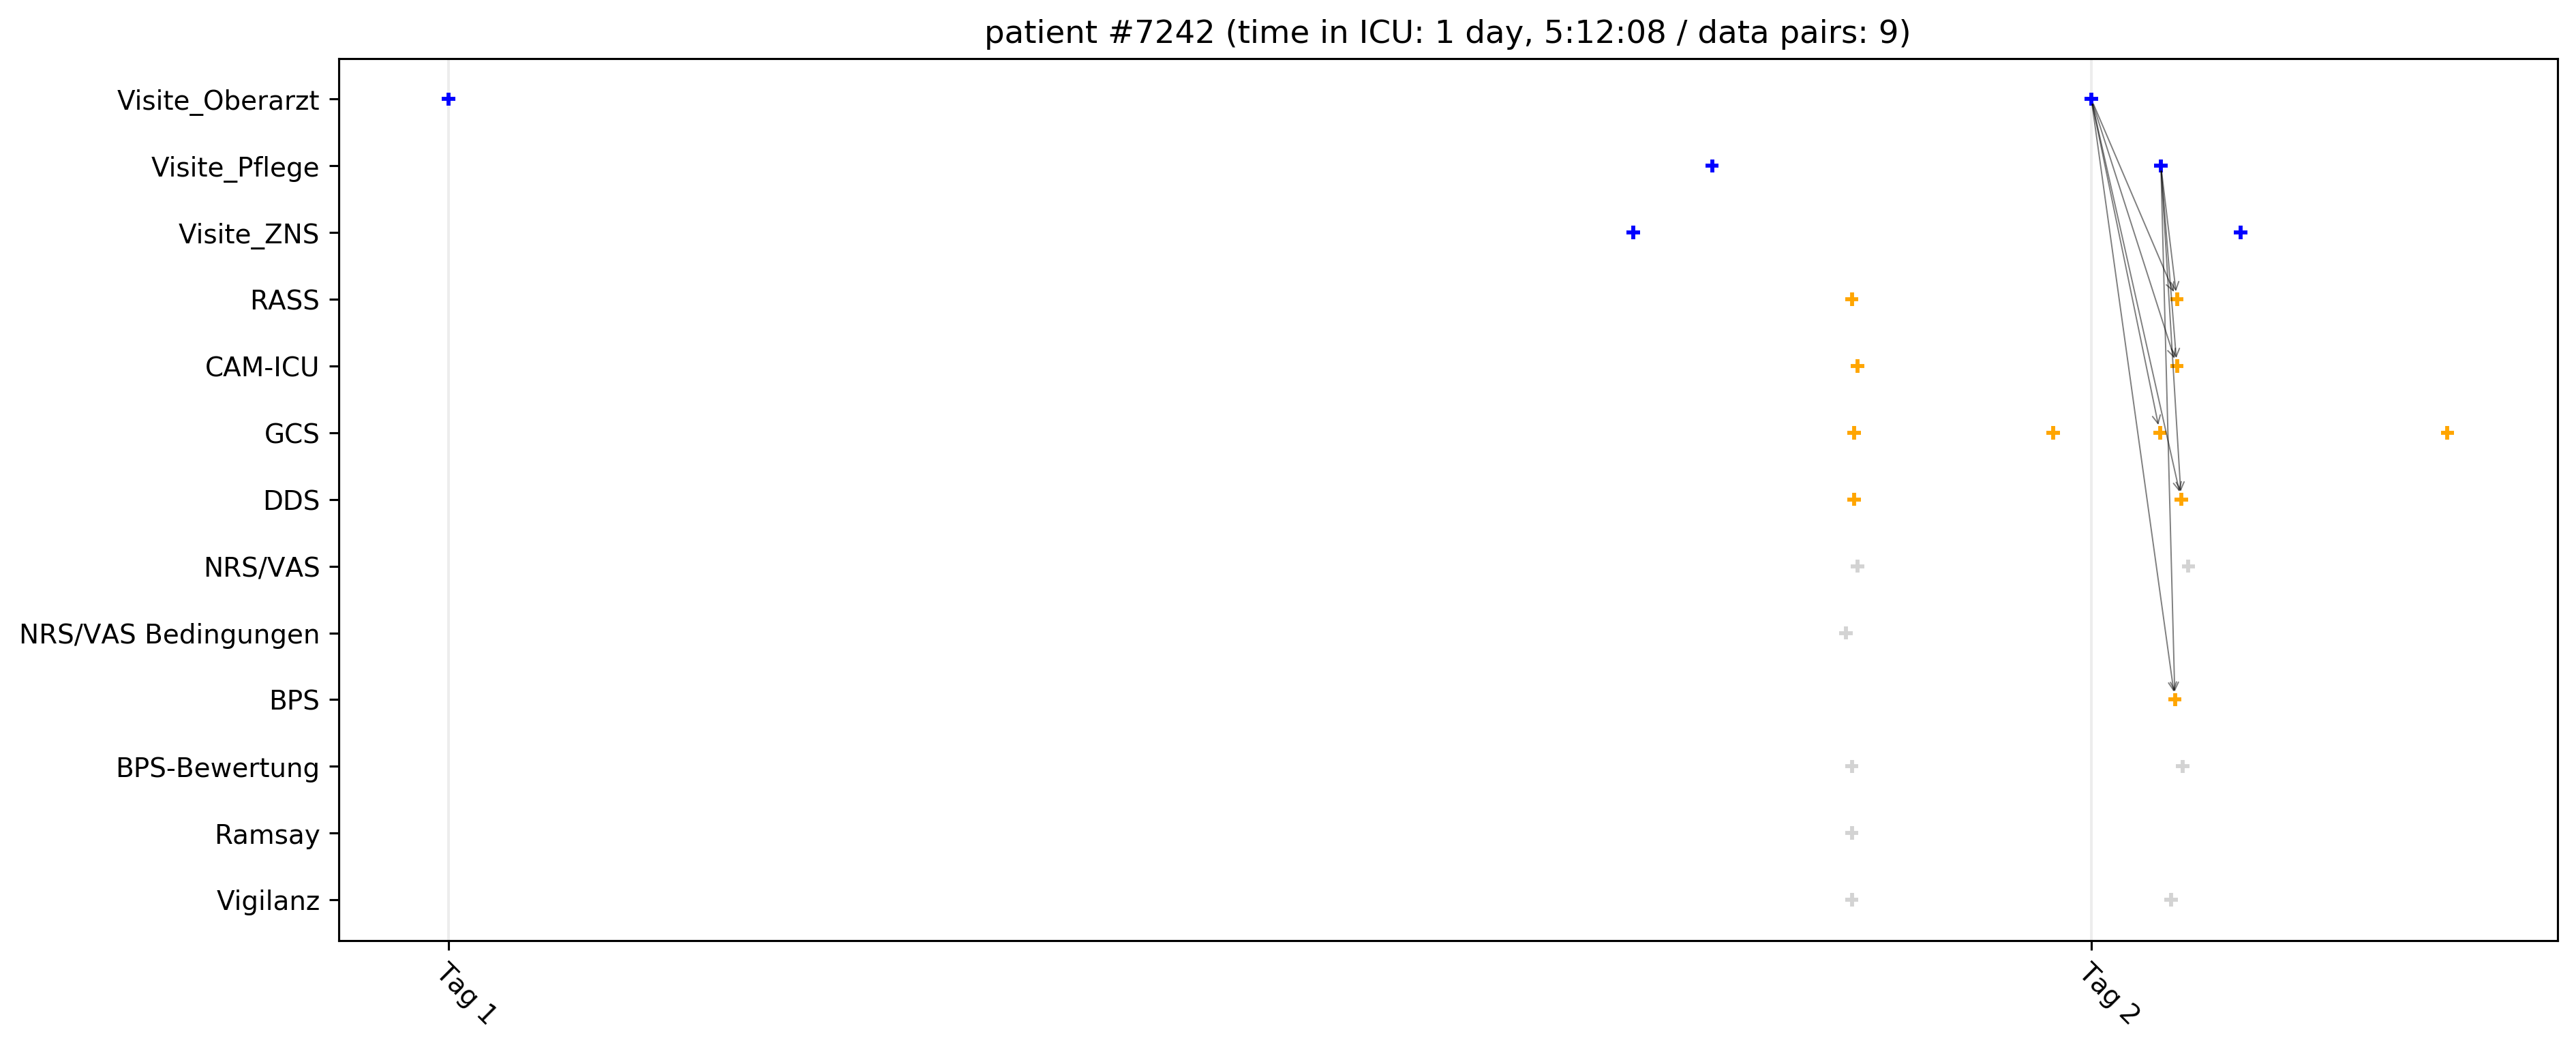 patient #7242 (time in ICU: 1 day, 5:12:08 / data pairs: 9)
Visite_Oberarzt
Visite_Pflege
Visite_ZNS
RASS
CAM-ICU
GCS
DDS
NRS/VAS
NRS/VAS Bedingungen
BPS
BPS-Bewertung
Ramsay
Vigilanz
Tag 1
Tag 2